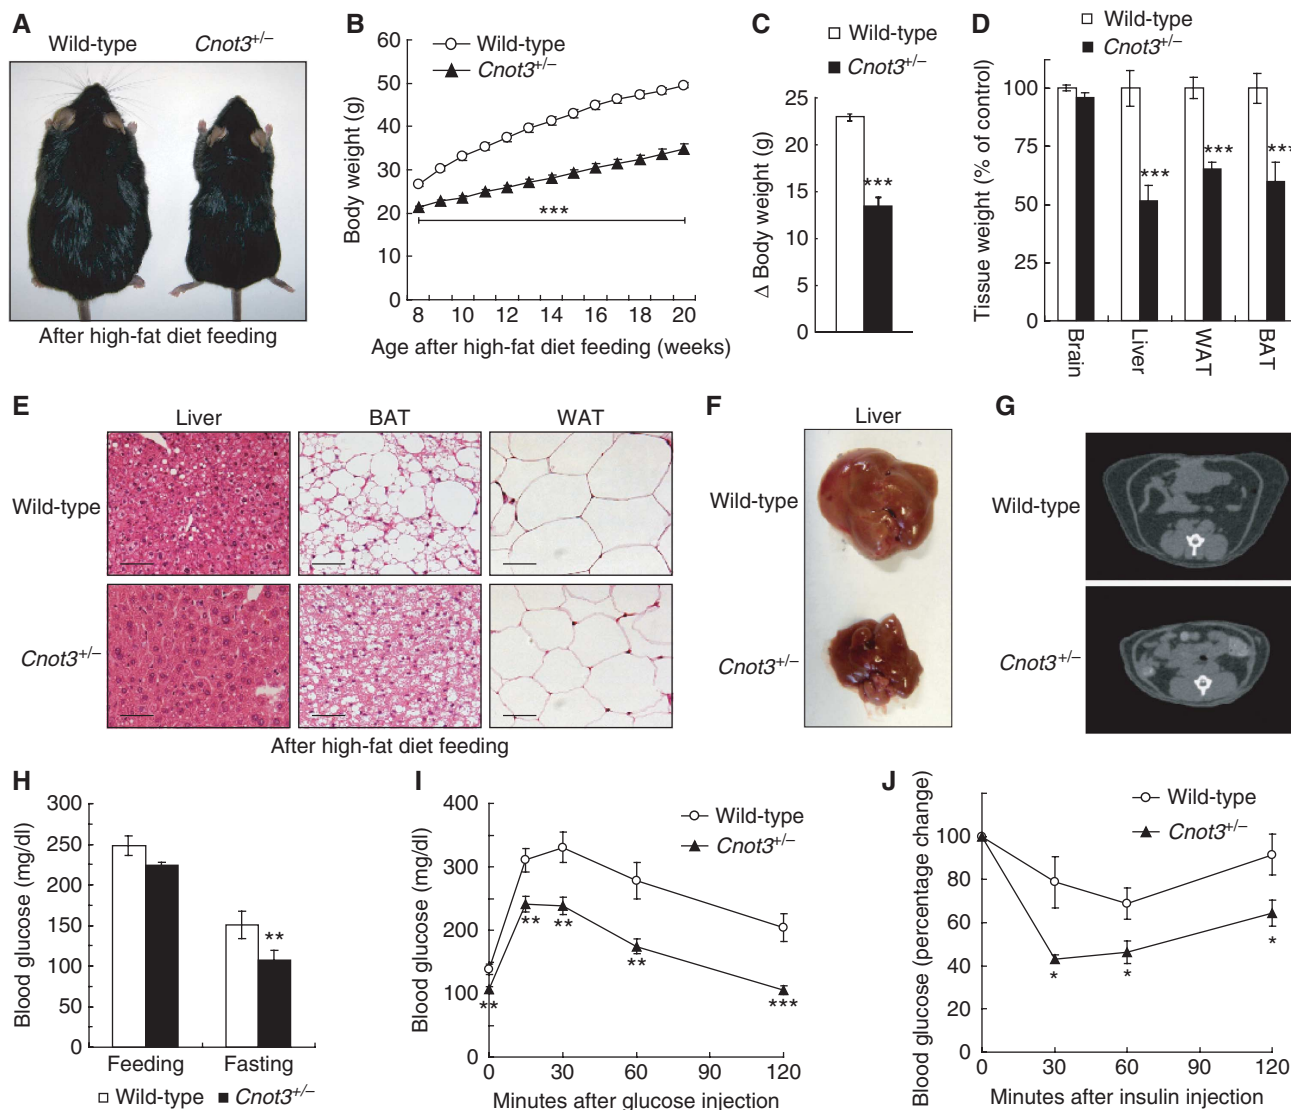 A
Wild-type Cnot3+/–
After high-fat diet feeding
B
Wild-type
Cnot3+/–
Body weight (g)
60
50
40
30
20
10
0
***
8 10 12 14 16 18 20
Age after high-fat diet feeding (weeks)
C
Wild-type
Cnot3+/–
Δ Body weight (g)
25
20
15
10
5
0
***
D
Wild-type
Cnot3+/–
Tissue weight (% of control)
100
75
50
25
0
***
***
***
Brain
Liver
WAT
BAT
E
Liver BAT WAT
Wild-type
Cnot3+/–
After high-fat diet feeding
F
Liver
Wild-type
Cnot3+/–
G
Wild-type
Cnot3+/–
H
Blood glucose (mg/dl)
300
250
200
150
100
50
0
**
Feeding Fasting
Wild-type Cnot3+/–
I
Wild-type
Cnot3+/–
Blood glucose (mg/dl)
400
300
200
100
0
**
**
**
**
***
0 30 60 90 120
Minutes after glucose injection
J
Wild-type
Cnot3+/–
Blood glucose (percentage change)
100
80
60
40
20
0
*
*
*
0 30 60 90 120
Minutes after insulin injection